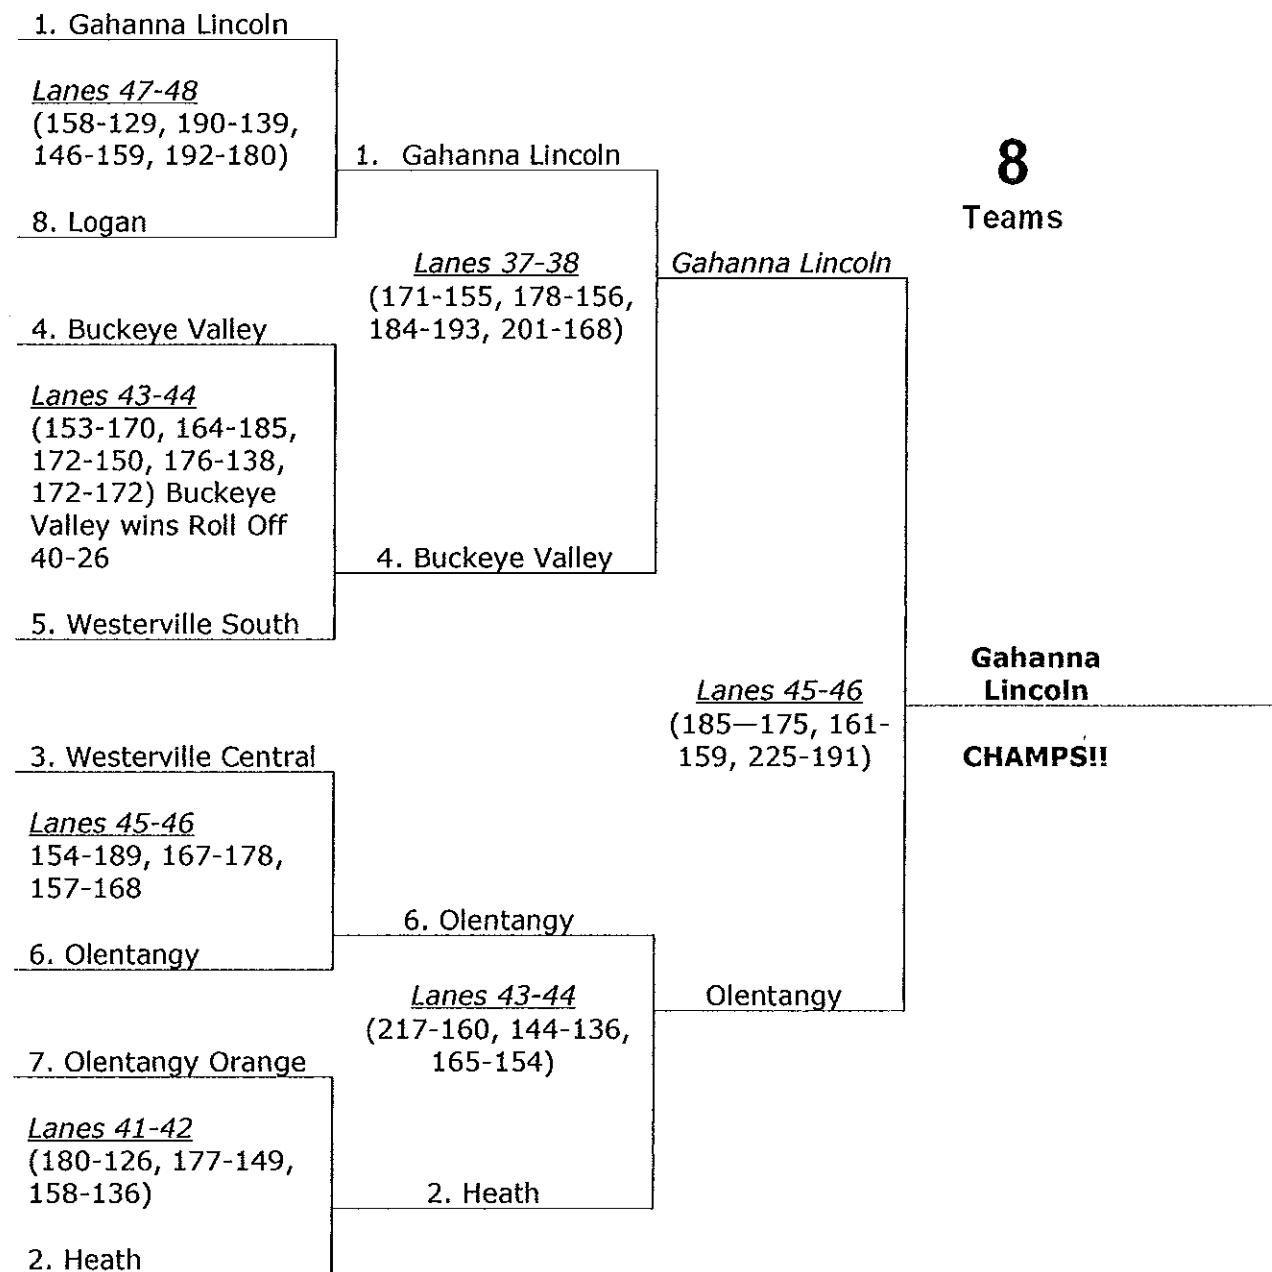 1. Gahanna Lincoln
Lanes 47-48
(158-129, 190-139,
146-159, 192-180)
8. Logan
4. Buckeye Valley
Lanes 43-44
(153-170, 164-185,
172-150, 176-138,
172-172) Buckeye
Valley wins Roll Off
40-26
5. Westerville South
3. Westerville Central
Lanes 45-46
154-189, 167-178,
157-168
6. Olentangy
7. Olentangy Orange
Lanes 41-42
(180-126, 177-149,
158-136)
2. Heath
1. Gahanna Lincoln
Lanes 37-38
(171-155, 178-156,
184-193, 201-168)
4. Buckeye Valley
6. Olentangy
Lanes 43-44
(217-160, 144-136,
165-154)
2. Heath
Gahanna Lincoln
Lanes 45-46
(185—175, 161-
159, 225-191)
Olentangy
8
Teams
Gahanna
Lincoln
CHAMPS!!